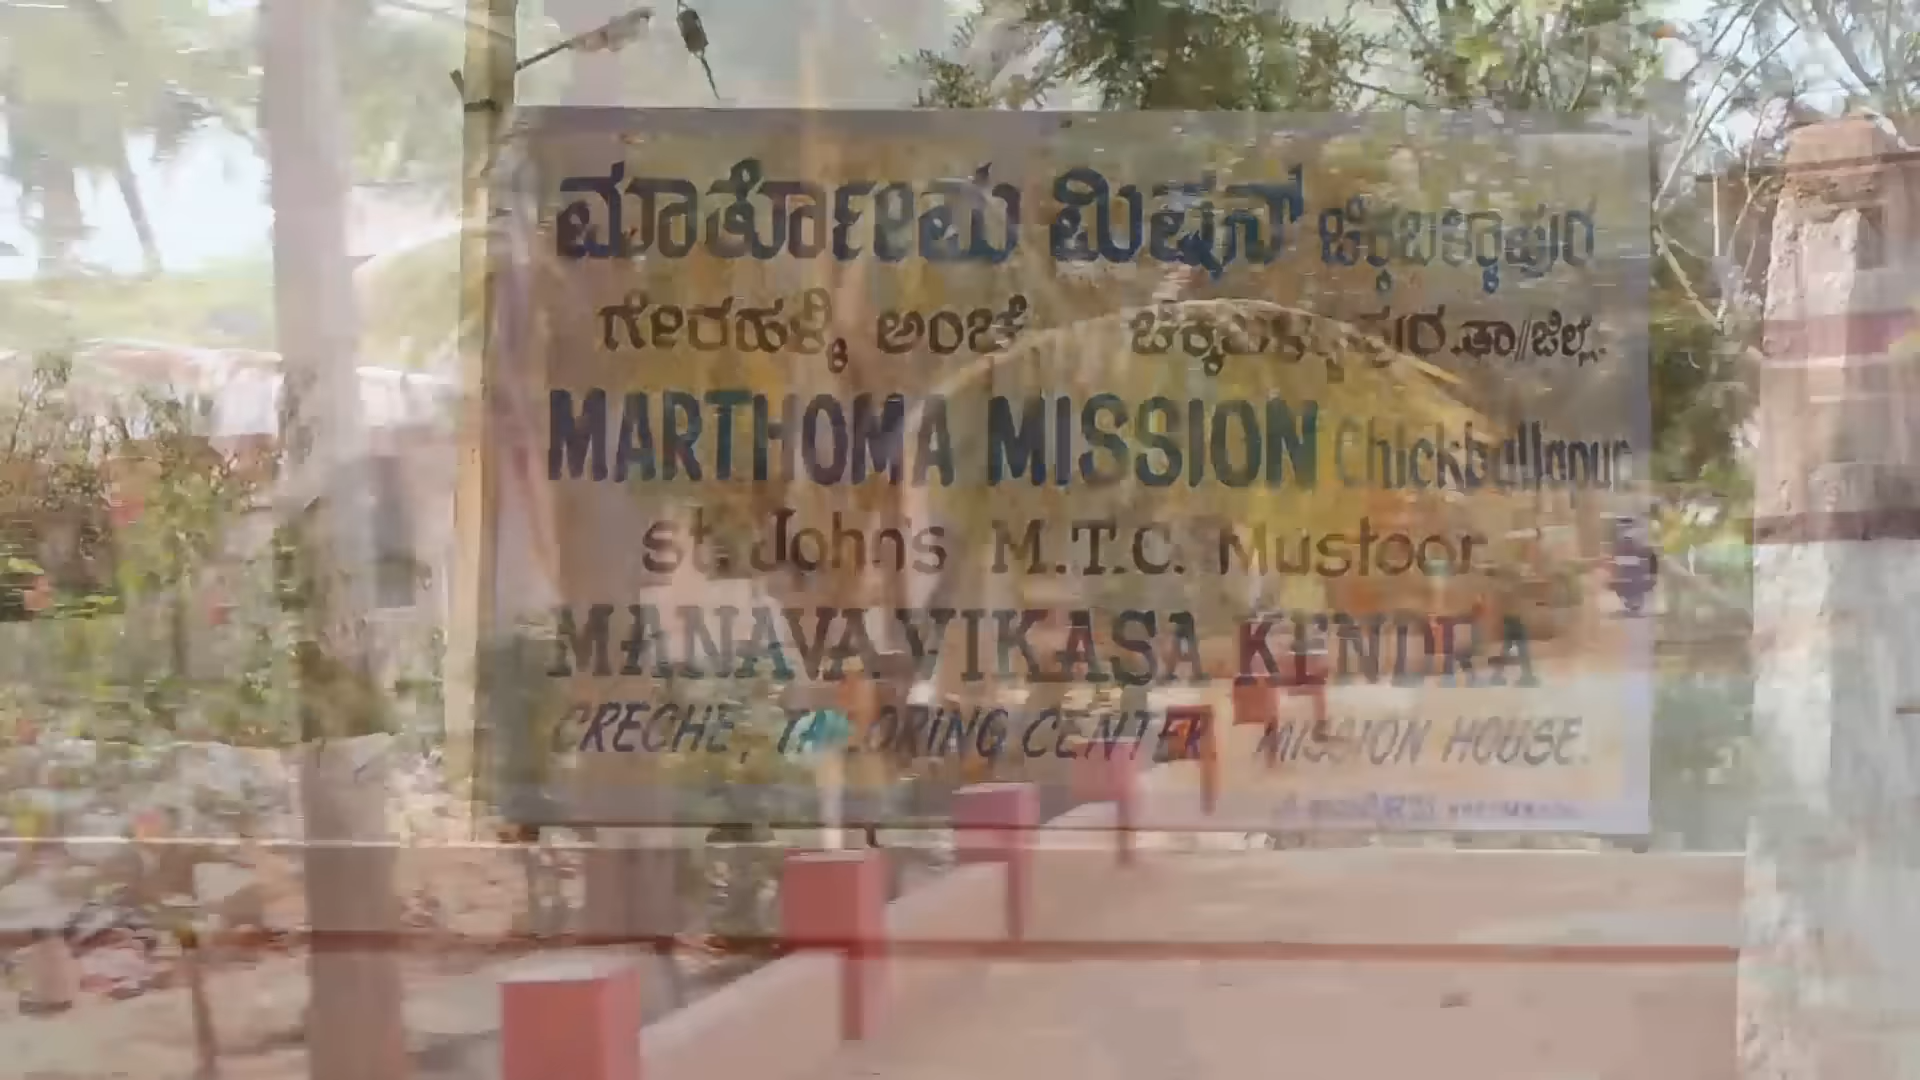 ಮಾರ್ತೋಮ ಮಿಷನ್ ಚಿಕ್ಕಬಳ್ಳಾಪುರ
ಗೇರಹಳ್ಳಿ ಅಂಚೆ ಚಿಕ್ಕಬಳ್ಳಾಪುರ.ತಾ//ಜಿಲ್ಲೆ.
MARTHOMA MISSION Chickballapur
St. John's M.T.C. Mustoor
MANAVA VIKASA KENDRA
CRECHE, TAILORING CENTER, MISSION HOUSE.